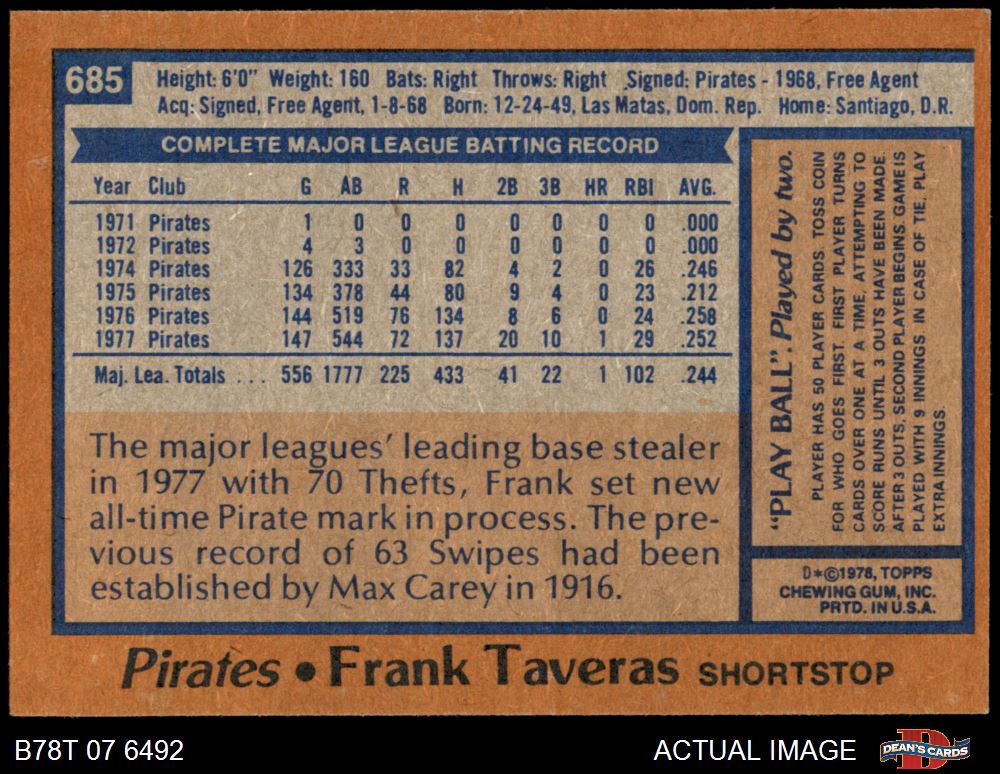 685
Height: 6'0" Weight: 160 Bats: Right Throws: Right Signed: Pirates - 1968, Free Agent
Acq: Signed, Free Agent, 1-8-68 Born: 12-24-49, Las Matas, Dom. Rep. Home: Santiago, D.R.
COMPLETE MAJOR LEAGUE BATTING RECORD
Year Club G AB R H 2B 3B HR RBI AVG.
1971 Pirates 1 0 0 0 0 0 0 0 .000
1972 Pirates 4 3 0 0 0 0 0 0 .000
1974 Pirates 126 333 33 82 4 2 0 26 .246
1975 Pirates 134 378 44 80 9 4 0 23 .212
1976 Pirates 144 519 76 134 8 6 0 24 .258
1977 Pirates 147 544 72 137 20 10 1 29 .252
Maj. Lea. Totals ... 556 1777 225 433 41 22 1 102 .244
The major leagues' leading base stealer
in 1977 with 70 Thefts, Frank set new
all-time Pirate mark in process. The pre-
vious record of 63 Swipes had been
established by Max Carey in 1916.
"PLAY BALL". Played by two.
PLAYER HAS 50 PLAYER CARDS. TOSS COIN
FOR WHO GOES FIRST. FIRST PLAYER TURNS
CARDS OVER ONE AT A TIME, ATTEMPTING TO
SCORE RUNS UNTIL 3 OUTS HAVE BEEN MADE.
AFTER 3 OUTS, SECOND PLAYER BEGINS. GAME IS
PLAYED WITH 9 INNINGS. IN CASE OF TIE, PLAY
EXTRA INNINGS.
D*©1978, TOPPS
CHEWING GUM, INC.
PRTD. IN U.S.A.
Pirates • Frank Taveras SHORTSTOP
B78T 07 6492
ACTUAL IMAGE
DEAN'S CARDS